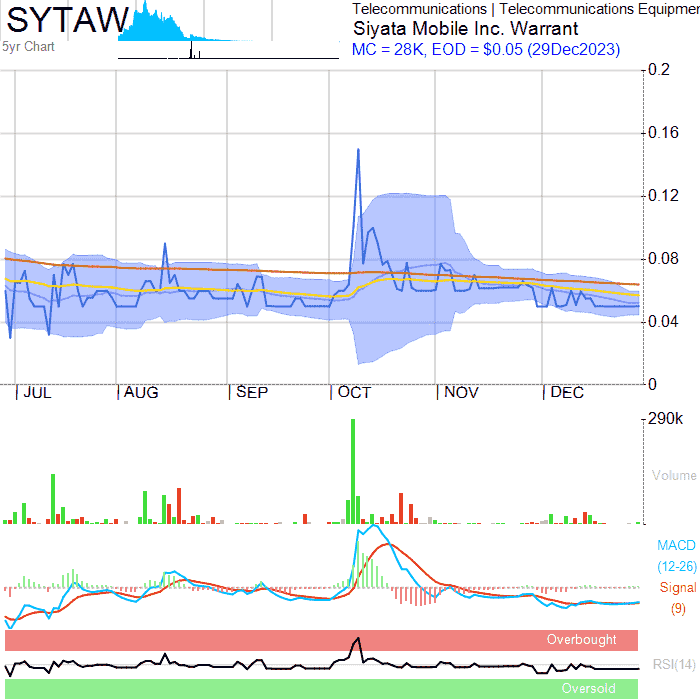 SYTAW
5yr Chart
Telecommunications | Telecommunications Equipmen
Siyata Mobile Inc. Warrant
MC = 28K, EOD = $0.05 (29Dec2023)
0.2
0.16
0.12
0.08
0.04
0
JUL AUG SEP OCT NOV DEC
290k
Volume
MACD
(12-26)
Signal
(9)
Overbought
RSI(14)
Oversold